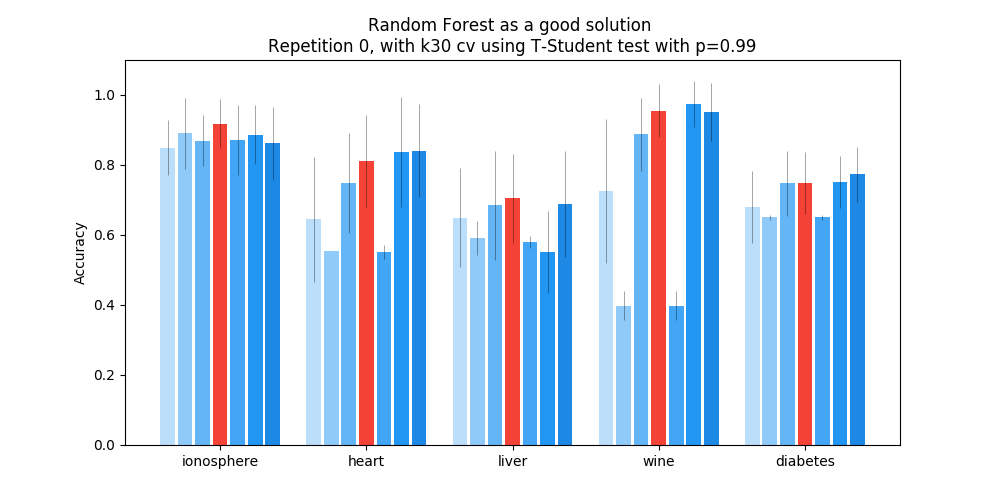 Random Forest as a good solution
Repetition 0, with k30 cv using T-Student test with p=0.99
Accuracy
1.0
0.8
0.6
0.4
0.2
0.0
ionosphere
heart
liver
wine
diabetes